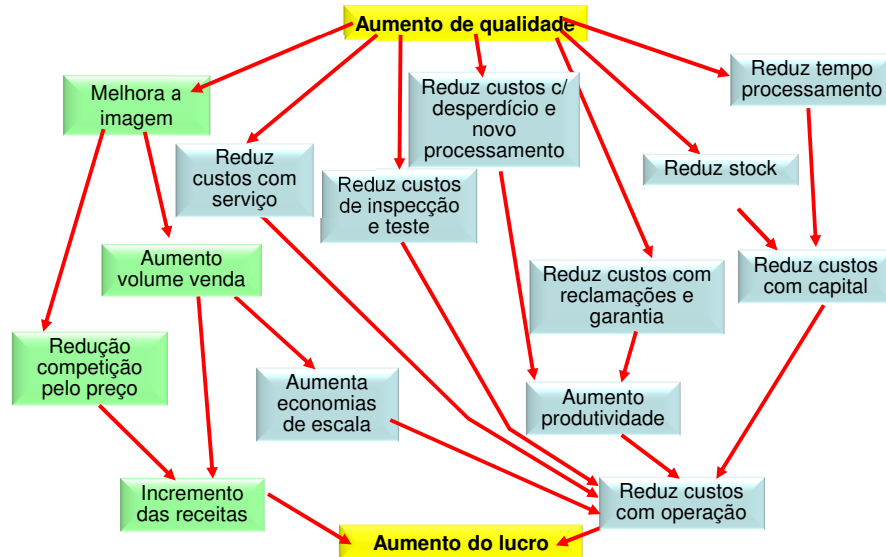 Aumento de qualidade
Melhora a
imagem
Reduz custos c/
desperdício e
novo
processamento
Reduz tempo
processamento
Reduz
custos com
serviço
Reduz custos
de inspecção
e teste
Reduz stock
Aumento
volume venda
Reduz custos com
reclamações e
garantia
Reduz custos
com capital
Redução
competição
pelo preço
Aumenta
economias
de escala
Aumento
produtividade
Incremento
das receitas
Reduz custos
com operação
Aumento do lucro